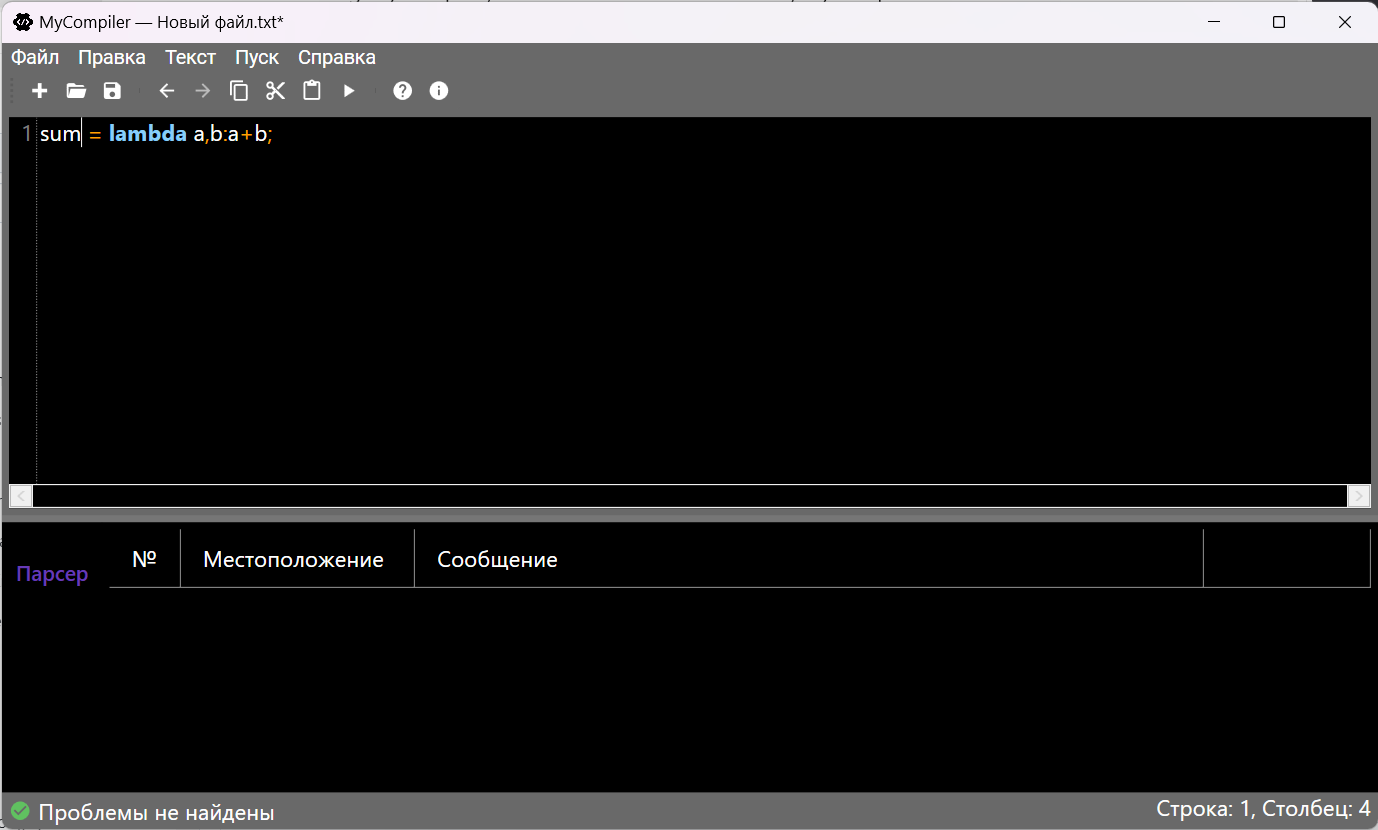 MyCompiler — Новый файл.txt*
Файл Правка Текст Пуск Справка
1 sum = lambda a,b:a+b;
Парсер
№ Местоположение Сообщение
Проблемы не найдены
Строка: 1, Столбец: 4